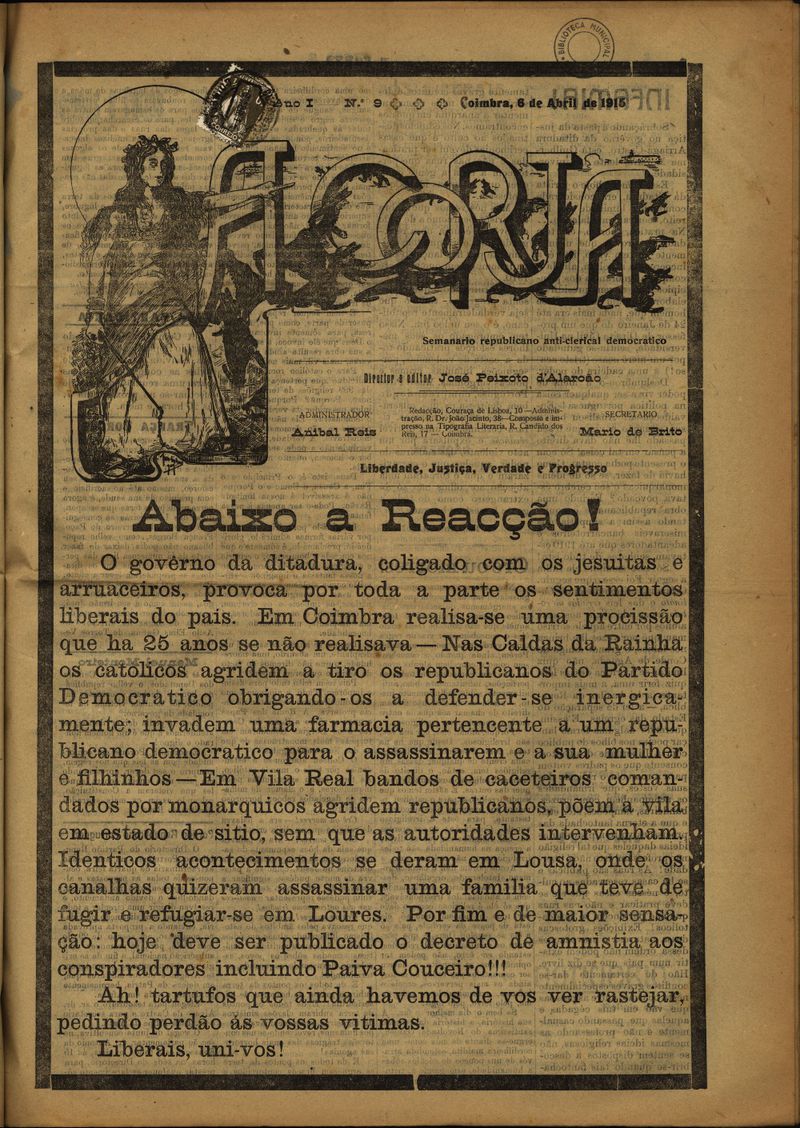 BIBLIOTECA MUNICIPAL
Ano I N.º 9 Coimbra, 6 de Abril de 1915
A CORJA
Semanario republicano anti-clerical democratico
Director e editor José Peixoto d'Alarcão
ADMINISTRADOR
Anibal Reis
Redacção, Couraça de Lisboa, 10—Adminis-
tração, R. Dr. João Jacinto, 38—Composto e im-
presso na Tipografia Literaria, R. Candido dos
Reis, 17—Coimbra.
SECRETARIO
Mario de Brito
Liberdade, Justiça, Verdade e Progresso
Abaixo a Reacção!
O govêrno da ditadura, coligado com os jesuitas e
arruaceiros, provoca por toda a parte os sentimentos
liberais do pais. Em Coimbra realisa-se uma procissão
que ha 25 anos se não realisava—Nas Caldas da Rainha
os catolicos agridem a tiro os republicanos do Partido
Democratico obrigando-os a defender-se inergica-
mente; invadem uma farmacia pertencente a um repu-
blicano democratico para o assassinarem e a sua mulher
e filhinhos—Em Vila Real bandos de caceteiros coman-
dados por monarquicos agridem republicanos, põem a vila
em estado de sitio, sem que as autoridades intervenham.
Identicos acontecimentos se deram em Lousa, onde os
canalhas quizeram assassinar uma familia que teve de
fugir e refugiar-se em Loures. Por fim e de maior sensa-
ção: hoje deve ser publicado o decreto de amnistia aos
conspiradores incluindo Paiva Couceiro!!!
Ah! tartufos que ainda havemos de vos ver rastejar,
pedindo perdão ás vossas vitimas.
Liberais, uni-vos!